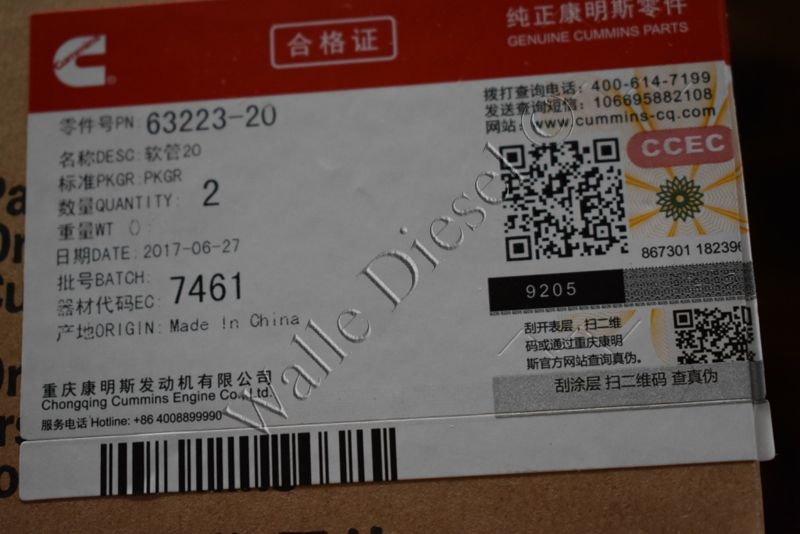 合格证
纯正康明斯零件
GENUINE CUMMINS PARTS
零件号PN 63223-20
名称DESC: 软管20
标准PKGR: PKGR
数量QUANTITY: 2
重量WT 0
日期DATE: 2017-06-27
批号BATCH:
器材代码EC: 7461
产地ORIGIN: Made In China
重庆康明斯发动机有限公司
Chongqing Cummins Engine Co., Ltd.
服务电话 Hotline: +86 4008899990
拨打查询电话: 400-614-7199
发送查询短信: 106695882108
网站: www.cummins-cq.com
CCEC
867301 182396
9205
刮开表层，扫二维
码或通过重庆康明
斯官方网站查询真伪。
刮涂层 扫二维码 查真伪
Walle Diesel ©